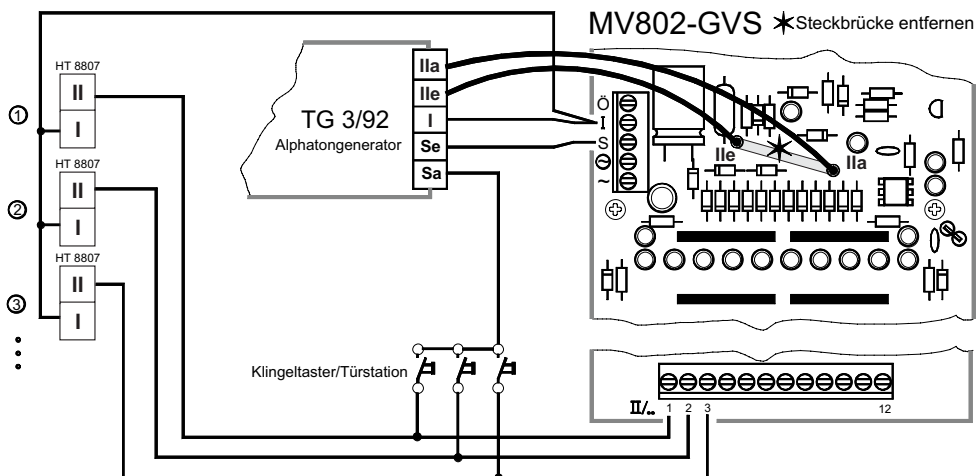 MV802-GVS ✶Steckbrücke entfernen
HT 8807
II
I
①
HT 8807
II
I
②
HT 8807
II
I
③
TG 3/92
Alphatongenerator
IIa
IIe
I
Se
Sa
Ö
I
S
~
IIe
IIa
Klingeltaster/Türstation
II/..
1 2 3 12